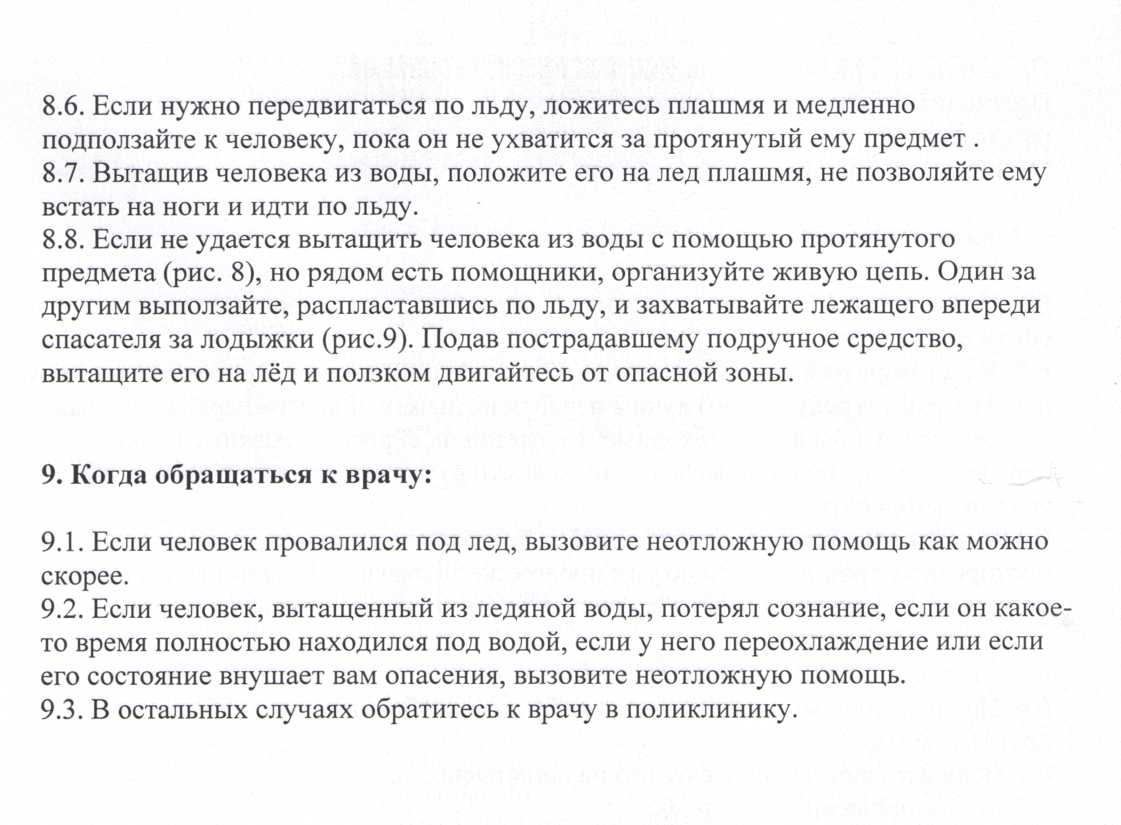 8.6. Если нужно передвигаться по льду, ложитесь плашмя и медленно
подползайте к человеку, пока он не ухватится за протянутый ему предмет .
8.7. Вытащив человека из воды, положите его на лед плашмя, не позволяйте ему
встать на ноги и идти по льду.
8.8. Если не удается вытащить человека из воды с помощью протянутого
предмета (рис. 8), но рядом есть помощники, организуйте живую цепь. Один за
другим выползайте, распластавшись по льду, и захватывайте лежащего впереди
спасателя за лодыжки (рис.9). Подав пострадавшему подручное средство,
вытащите его на лёд и ползком двигайтесь от опасной зоны.
9. Когда обращаться к врачу:
9.1. Если человек провалился под лед, вызовите неотложную помощь как можно
скорее.
9.2. Если человек, вытащенный из ледяной воды, потерял сознание, если он какое-
то время полностью находился под водой, если у него переохлаждение или если
его состояние внушает вам опасения, вызовите неотложную помощь.
9.3. В остальных случаях обратитесь к врачу в поликлинику.